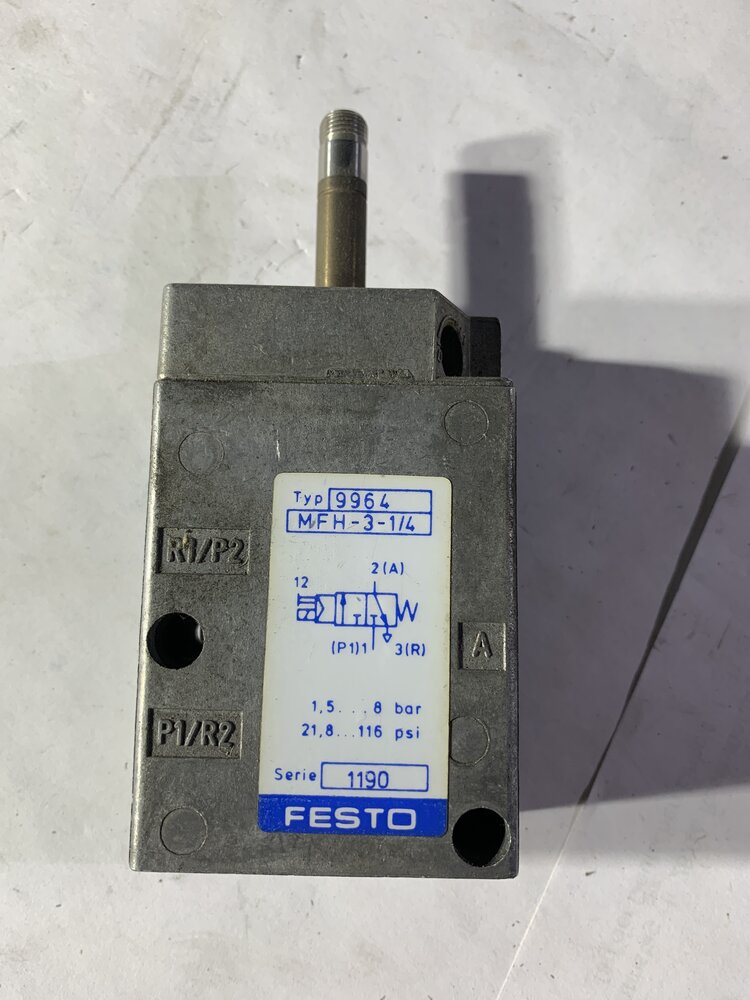 Typ 9964
MFH-3-1/4
R1/P2
2(A)
12
(P1)1 3(R)
A
P1/R2
1,5...8 bar
21,8...116 psi
Serie 1190
FESTO